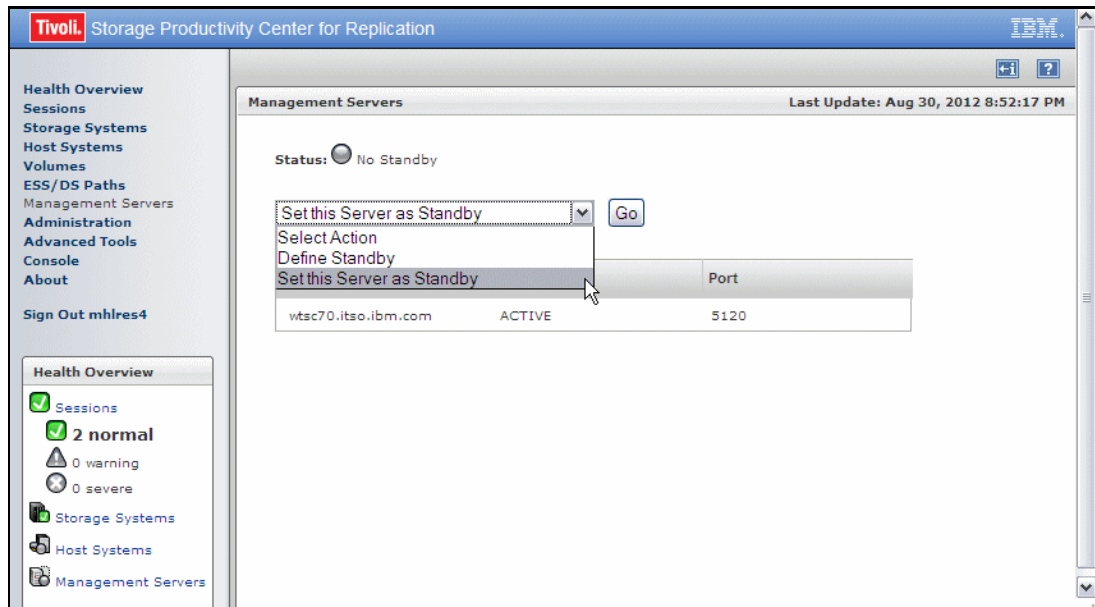 Tivoli. Storage Productivity Center for Replication
IBM.
Health Overview
Sessions
Storage Systems
Host Systems
Volumes
ESS/DS Paths
Management Servers
Administration
Advanced Tools
Console
About
Sign Out mhlres4
Health Overview
Sessions
2 normal
0 warning
0 severe
Storage Systems
Host Systems
Management Servers
i ?
Management Servers Last Update: Aug 30, 2012 8:52:17 PM
Status: No Standby
Set this Server as Standby Go
Select Action
Define Standby
Set this Server as Standby
Port
wtsc70.itso.ibm.com ACTIVE 5120